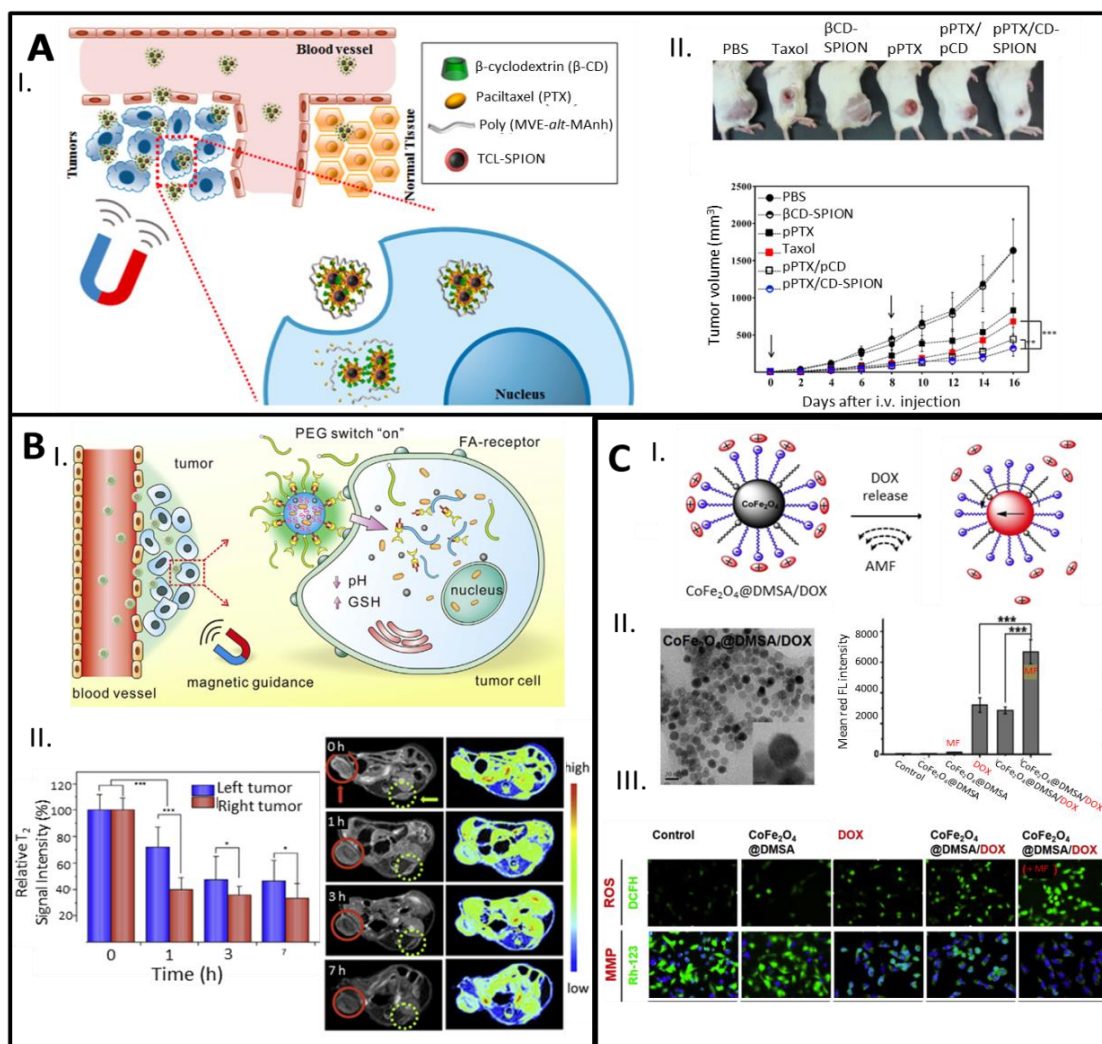 A
I.
Blood vessel
Tumors
Normal Tissue
β-cyclodextrin (β-CD)
Paciltaxel (PTX)
Poly (MVE-alt-MAnh)
TCL-SPION
Nucleus
II.
PBS
Taxol
βCD-
SPION
pPTX
pPTX/
pCD
pPTX/CD-
SPION
Tumor volume (mm³)
2500
2000
1500
1000
500
PBS
βCD-SPION
pPTX
Taxol
pPTX/pCD
pPTX/CD-SPION
***
0 2 4 6 8 10 12 14 16
Days after i.v. injection
B
I.
tumor
PEG switch "on"
FA-receptor
pH
GSH
nucleus
blood vessel
magnetic guidance
tumor cell
II.
Relative T₂
Signal Intensity (%)
120
100
80
60
40
20
***
***
*
*
Left tumor
Right tumor
0 1 3 7
Time (h)
0 h
1 h
3 h
7 h
high
low
C
I.
CoFe₂O₄
CoFe₂O₄@DMSA/DOX
DOX
release
AMF
II.
CoFe₂O₄@DMSA/DOX
Mean red FL intensity
8000
6000
4000
2000
0
***
***
MF
MF
Control
CoFe₂O₄@DMSA
CoFe₂O₄@DMSA
DOX
CoFe₂O₄@DMSA/DOX
CoFe₂O₄@DMSA/DOX
III.
Control
CoFe₂O₄
@DMSA
DOX
CoFe₂O₄
@DMSA/DOX
CoFe₂O₄
@DMSA/DOX
(+ MF )
ROS
DCFH
MMP
Rh-123